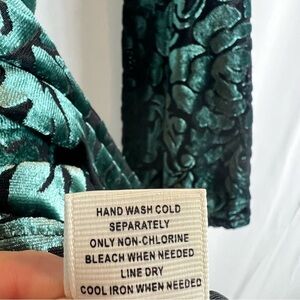 HAND WASH COLD
SEPARATELY
ONLY NON-CHLORINE
BLEACH WHEN NEEDED
LINE DRY
COOL IRON WHEN NEEDED